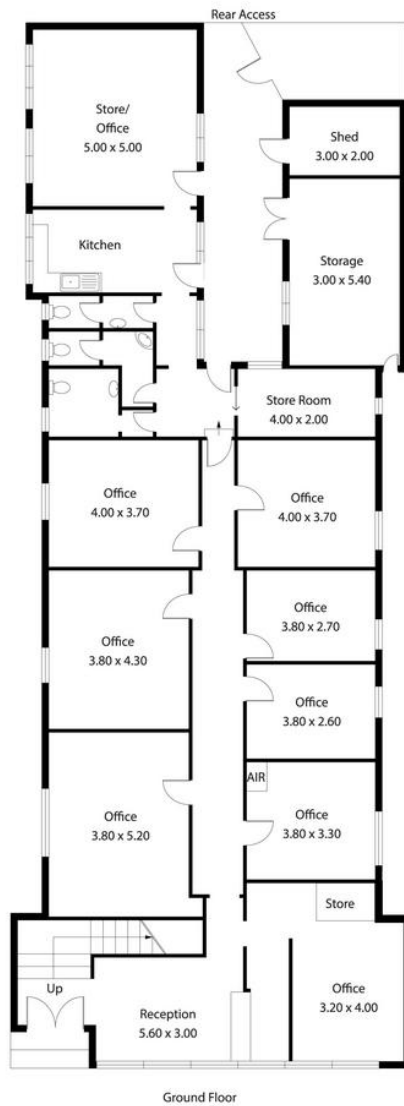 Rear Access
Store/
Office
5.00 x 5.00
Shed
3.00 x 2.00
Kitchen
Storage
3.00 x 5.40
Store Room
4.00 x 2.00
Office
4.00 x 3.70
Office
4.00 x 3.70
Office
3.80 x 4.30
Office
3.80 x 2.70
Office
3.80 x 2.60
Office
3.80 x 5.20
AIR
Office
3.80 x 3.30
Store
Up
Reception
5.60 x 3.00
Office
3.20 x 4.00
Ground Floor